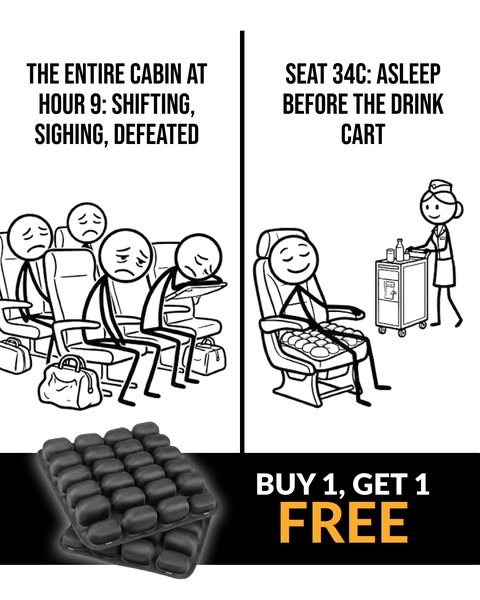 THE ENTIRE CABIN AT
HOUR 9: SHIFTING,
SIGHING, DEFEATED
SEAT 34C: ASLEEP
BEFORE THE DRINK
CART
BUY 1, GET 1
FREE